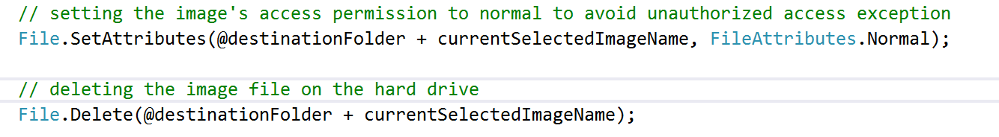 // setting the image's access permission to normal to avoid unauthorized access exception
File.SetAttributes(@destinationFolder + currentSelectedImageName, FileAttributes.Normal);
// deleting the image file on the hard drive
File.Delete(@destinationFolder + currentSelectedImageName);